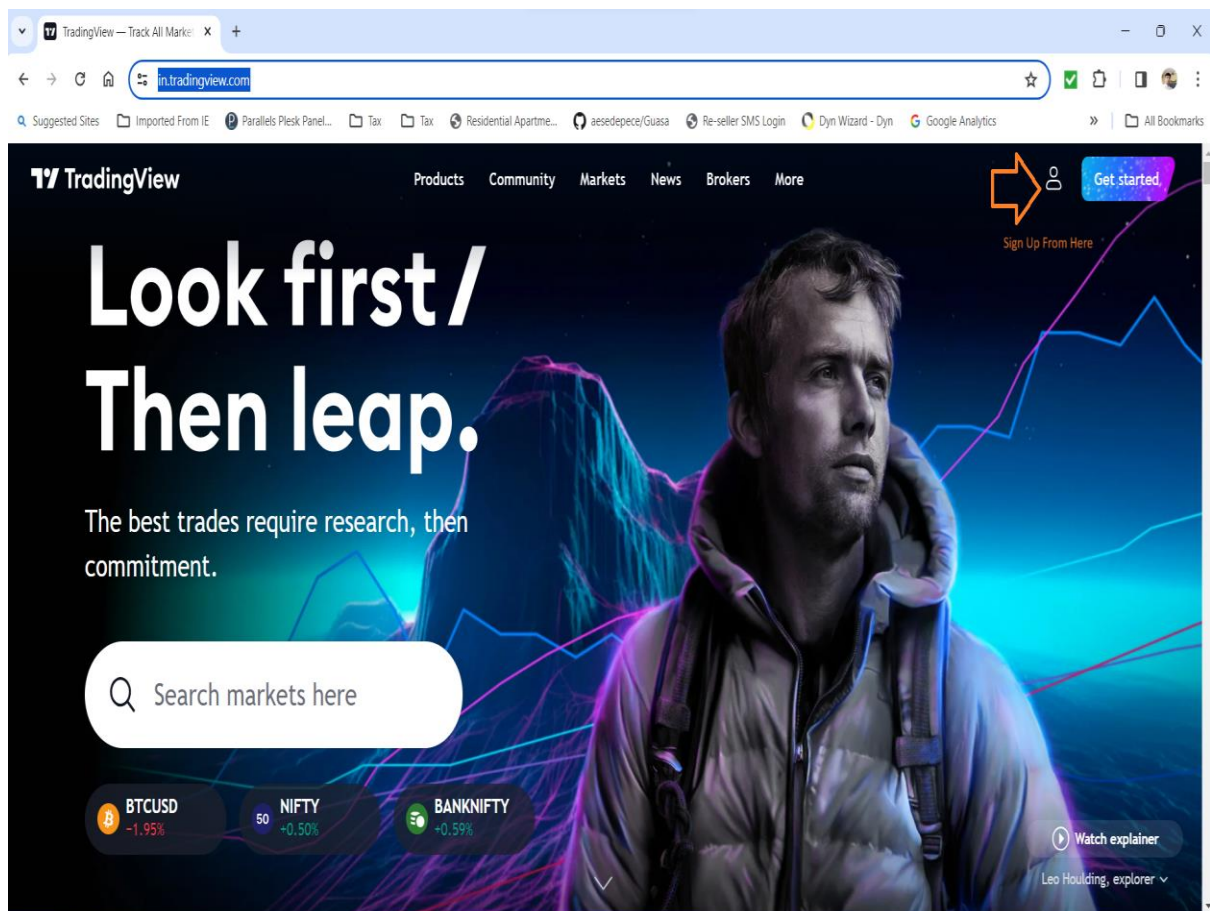 TradingView — Track All Market
in.tradingview.com
Suggested Sites Imported From IE Parallels Plesk Panel... Tax Tax Residential Apartme... aesedepece/Guasa Re-seller SMS Login Dyn Wizard - Dyn Google Analytics » All Bookmarks
TradingView Products Community Markets News Brokers More Get started
Sign Up From Here
Look first /
Then leap.
The best trades require research, then
commitment.
Search markets here
BTCUSD NIFTY BANKNIFTY
−1.95% 50 +0.50% +0.59%
Watch explainer
Leo Houlding, explorer